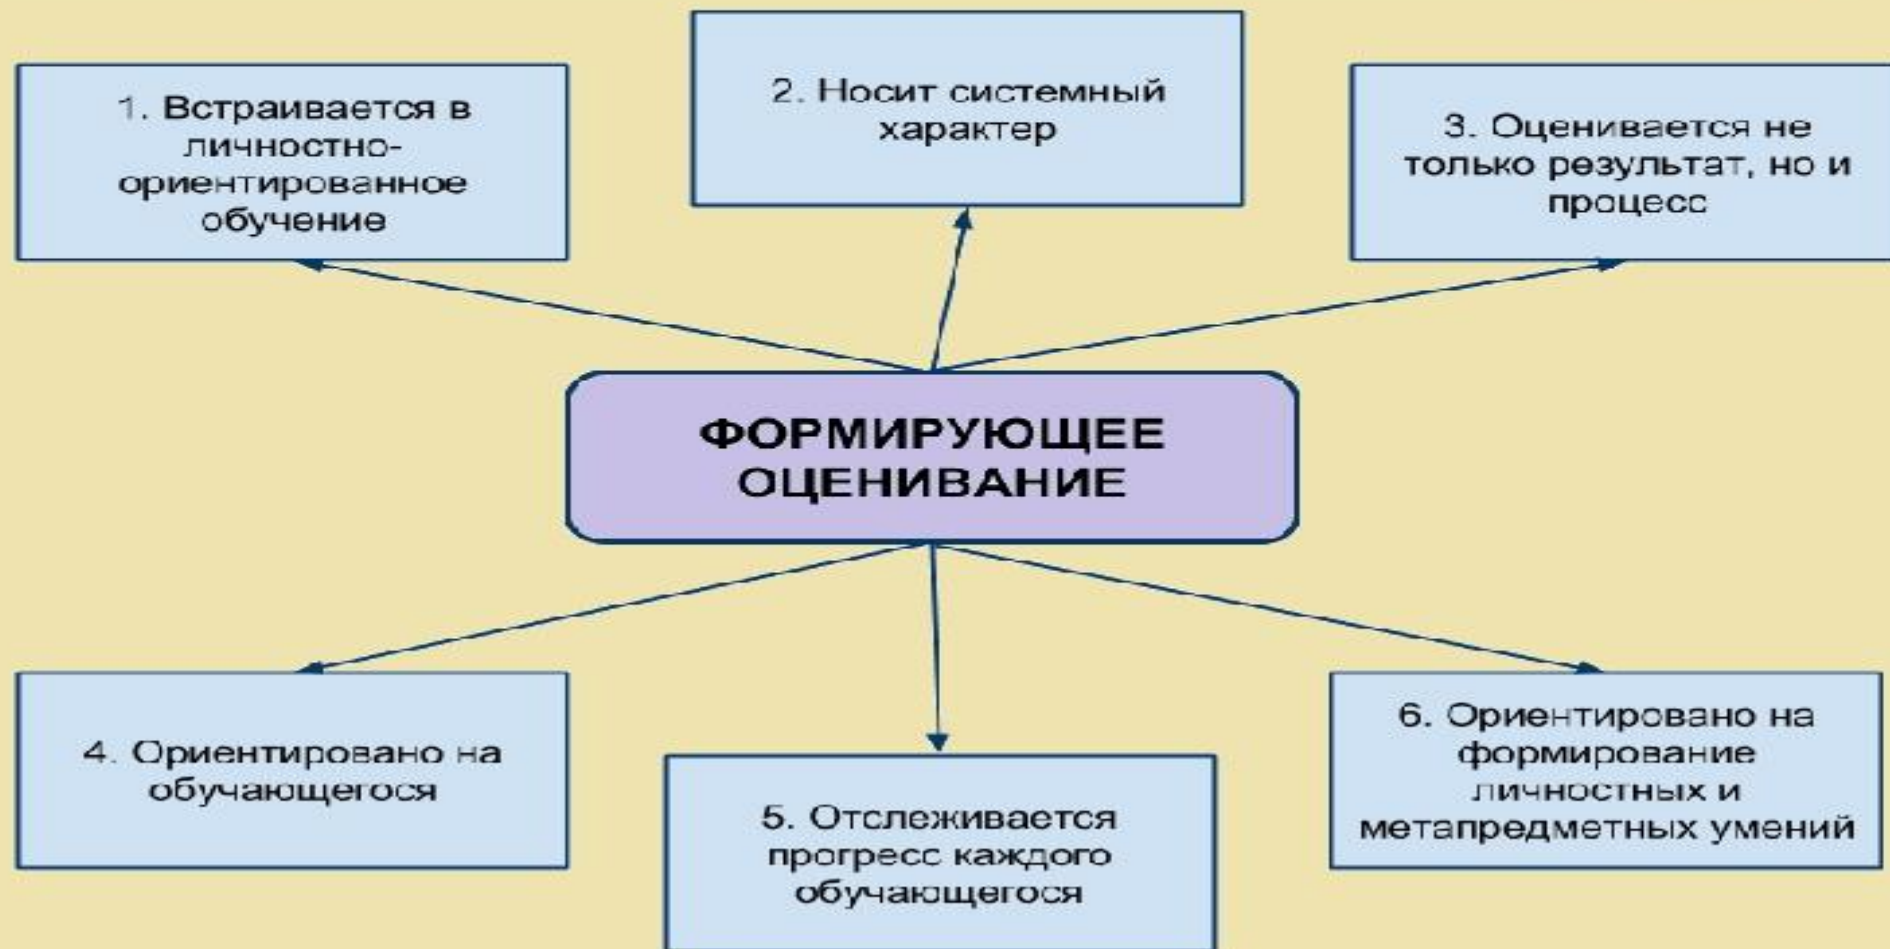 1. Встраивается в
личностно-
ориентированное
обучение
2. Носит системный
характер
3. Оценивается не
только результат, но и
процесс
ФОРМИРУЮЩЕЕ
ОЦЕНИВАНИЕ
4. Ориентировано на
обучающегося
5. Отслеживается
прогресс каждого
обучающегося
6. Ориентировано на
формирование
личностных и
метапредметных умений